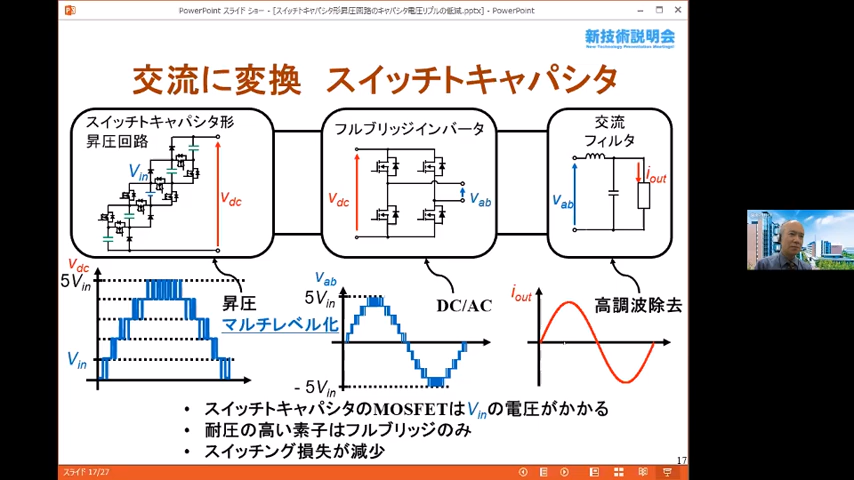 PowerPoint スライド ショー - [スイッチトキャパシタ形昇圧回路のキャパシタ電圧リプルの低減.pptx] - PowerPoint
新技術説明会
New Technology Presentation Meetings!
交流に変換 スイッチトキャパシタ
スイッチトキャパシタ形
昇圧回路
Vin
vdc
フルブリッジインバータ
vdc
vab
交流
フィルタ
vab
iout
vdc
5Vin
Vin
昇圧
マルチレベル化
vab
5Vin
- 5Vin
DC/AC
iout
高調波除去
• スイッチトキャパシタのMOSFETはVinの電圧がかかる
• 耐圧の高い素子はフルブリッジのみ
• スイッチング損失が減少
17
スライド 17/27